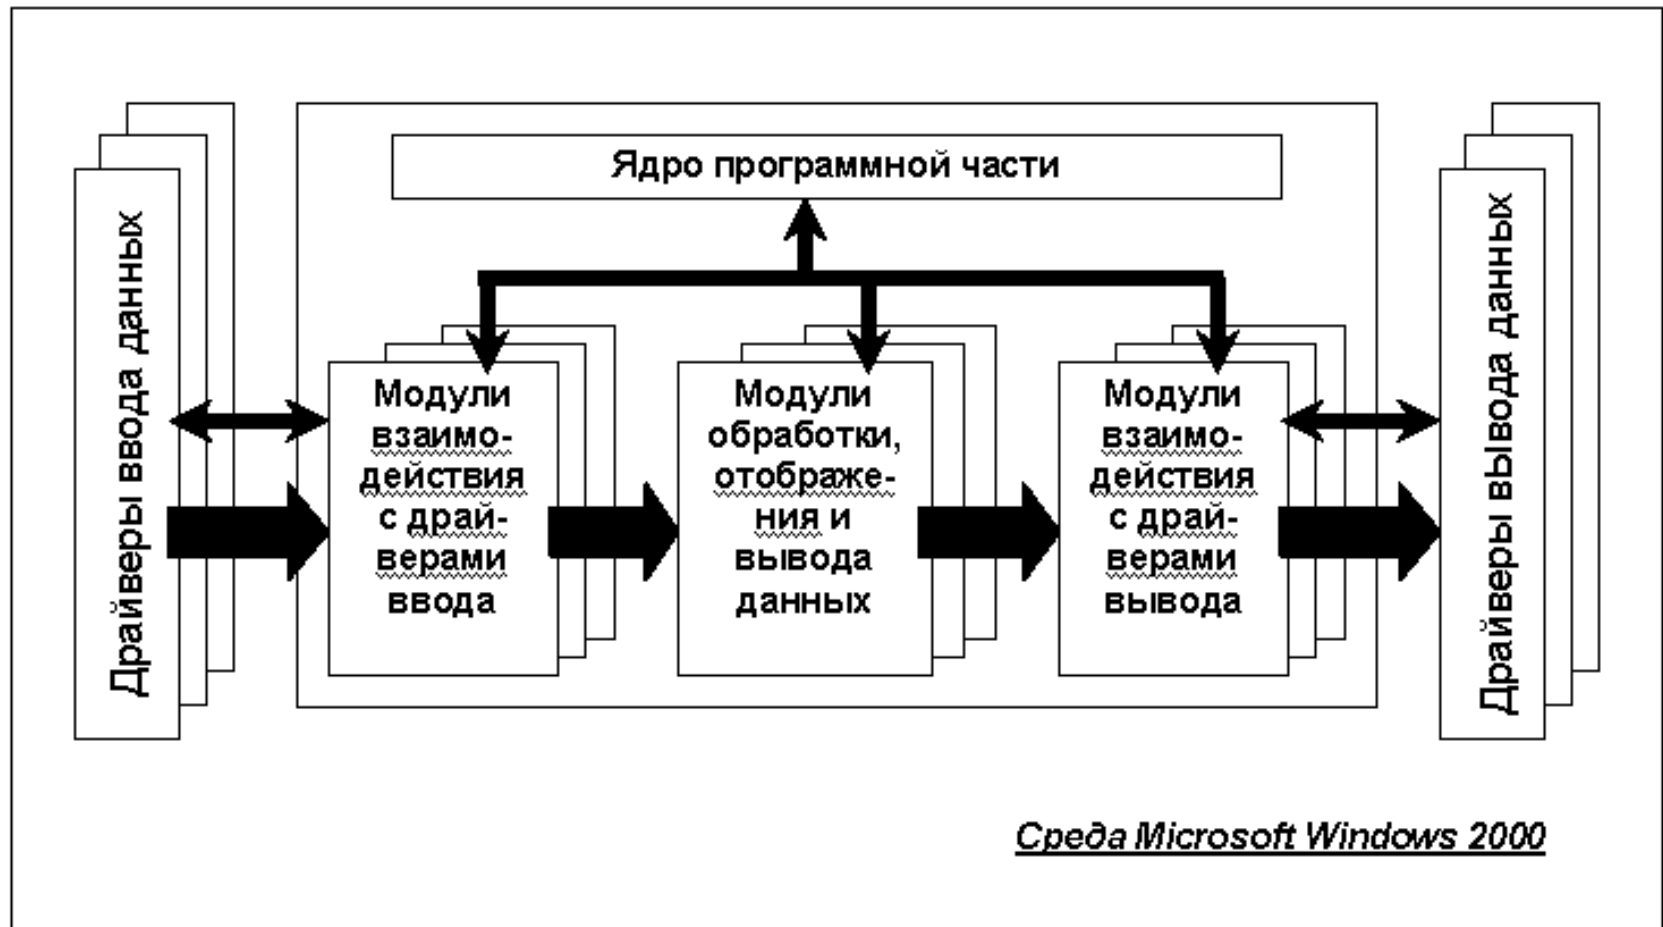 Ядро программной части
Драйверы ввода данных
Модули
взаимо-
действия
с драй-
верами
ввода
Модули
обработки,
отображе-
ния и
вывода
данных
Модули
взаимо-
действия
с драй-
верами
вывода
Драйверы вывода данных
Среда Microsoft Windows 2000